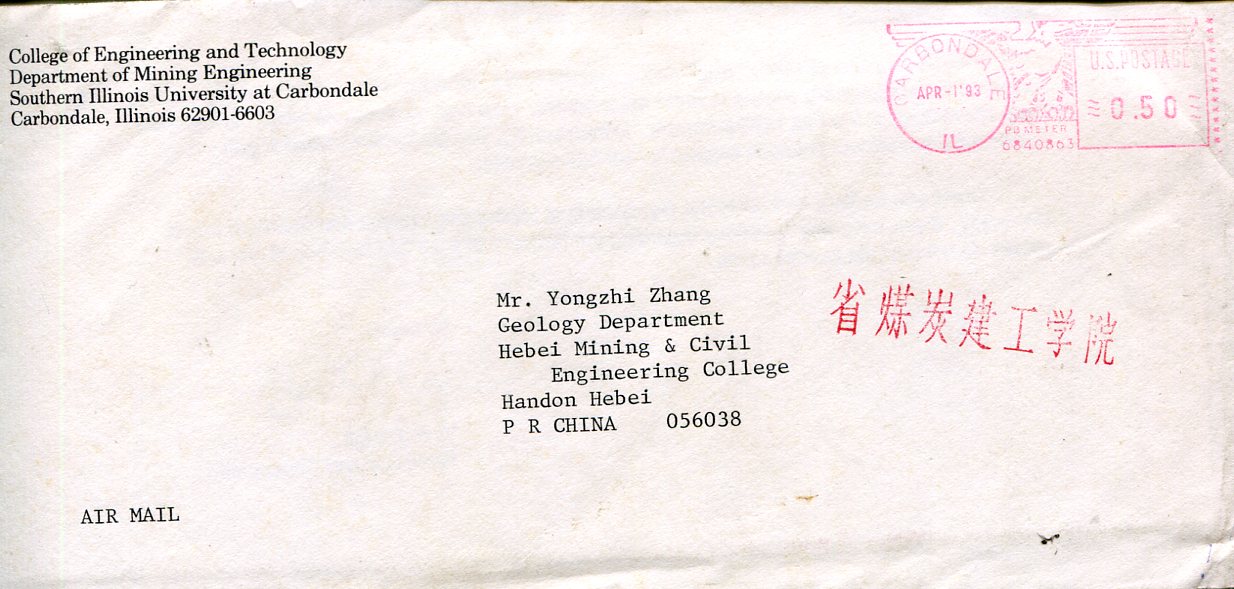 College of Engineering and Technology
Department of Mining Engineering
Southern Illinois University at Carbondale
Carbondale, Illinois 62901-6603
CARBONDALE
APR-1'93
IL
PB METER
6840863
U.S. POSTAGE
0.50
Mr. Yongzhi Zhang
Geology Department
Hebei Mining & Civil
Engineering College
Handon Hebei
P R CHINA 056038
省煤炭建工学院
AIR MAIL